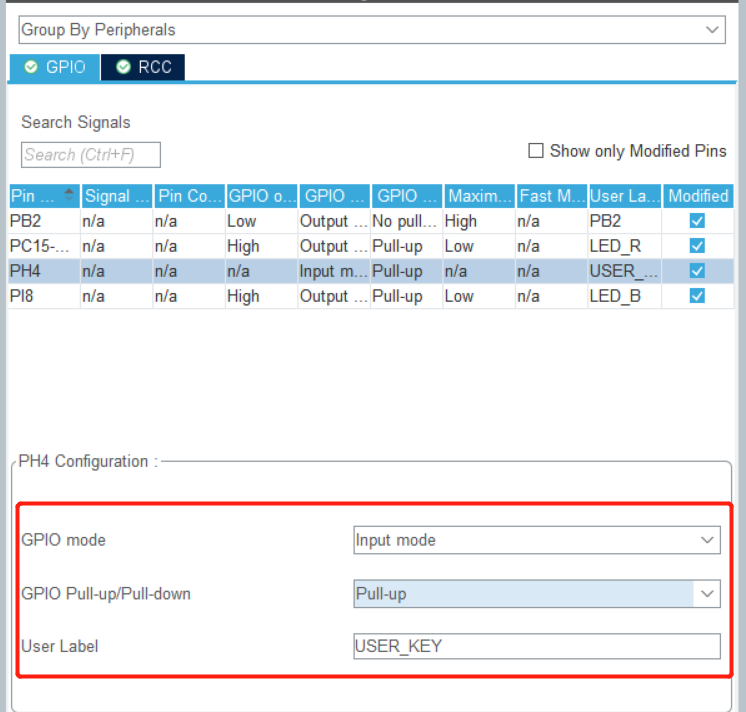 Group By Peripherals
GPIO RCC
Search Signals
Search (Ctrl+F) Show only Modified Pins
Pin ... Signal ... Pin Co... GPIO o... GPIO ... GPIO ... Maxim... Fast M... User La... Modified
PB2 n/a n/a Low Output ... No pull... High n/a PB2
PC15-... n/a n/a High Output ... Pull-up Low n/a LED_R
PH4 n/a n/a n/a Input m... Pull-up n/a n/a USER_...
PI8 n/a n/a High Output ... Pull-up Low n/a LED_B
PH4 Configuration :
GPIO mode Input mode
GPIO Pull-up/Pull-down Pull-up
User Label USER_KEY